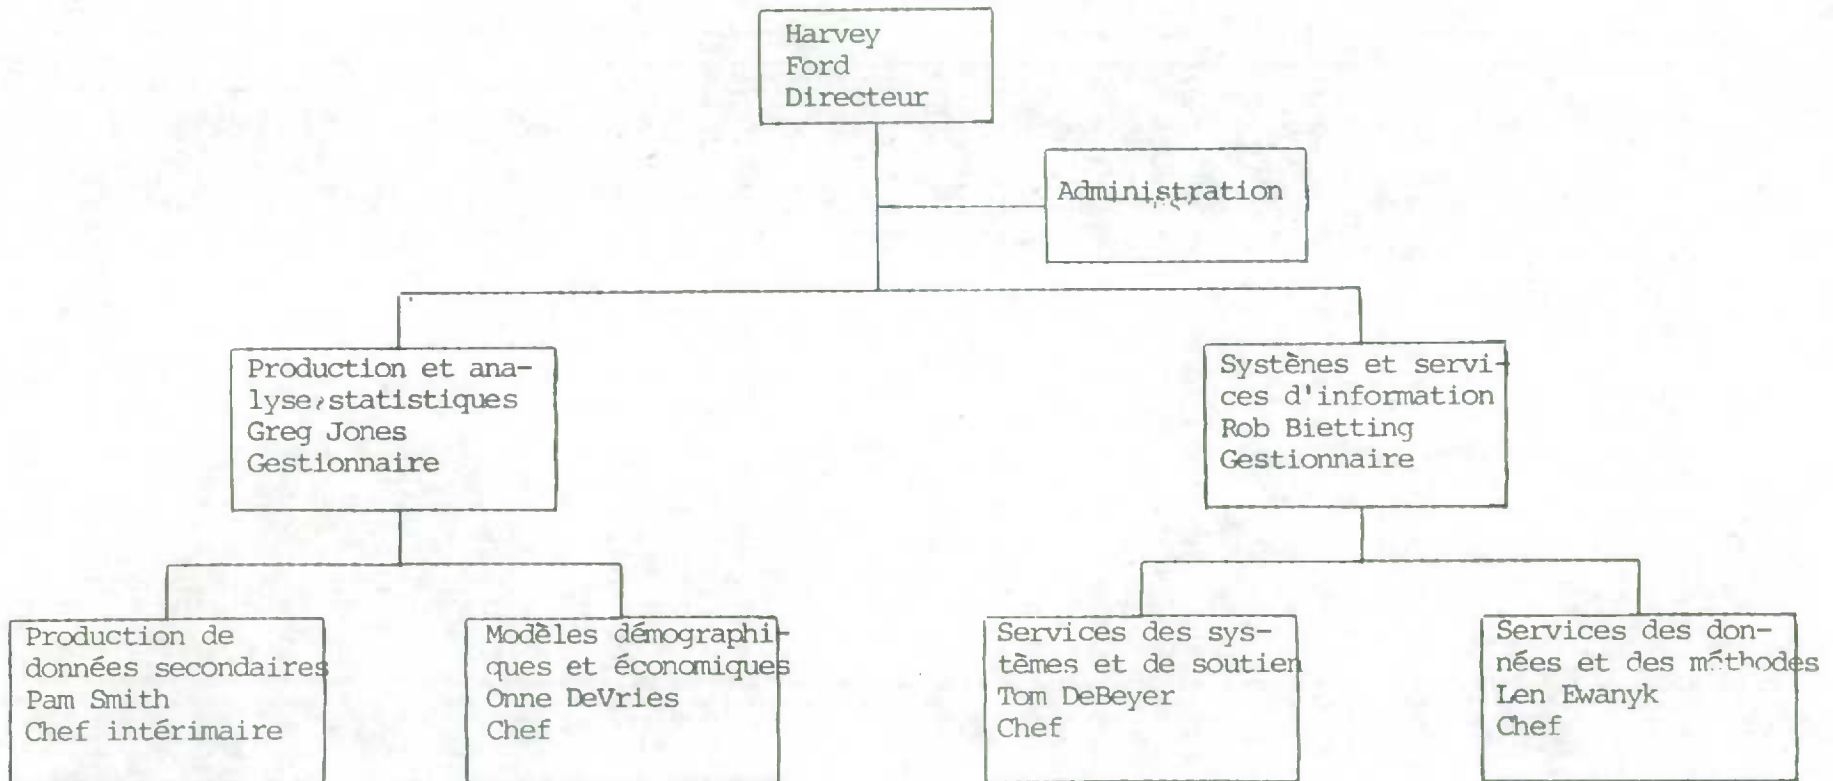 Harvey
Ford
Directeur
Administration
Production et ana-
lyse statistiques
Greg Jones
Gestionnaire
Systènes et servi-
ces d'information
Rob Bietting
Gestionnaire
Production de
données secondaires
Pam Smith
Chef intérimaire
Modèles démographi-
ques et économiques
Onne DeVries
Chef
Services des sys-
tèmes et de soutien
Tom DeBeyer
Chef
Services des don-
nées et des méthodes
Len Ewanyk
Chef